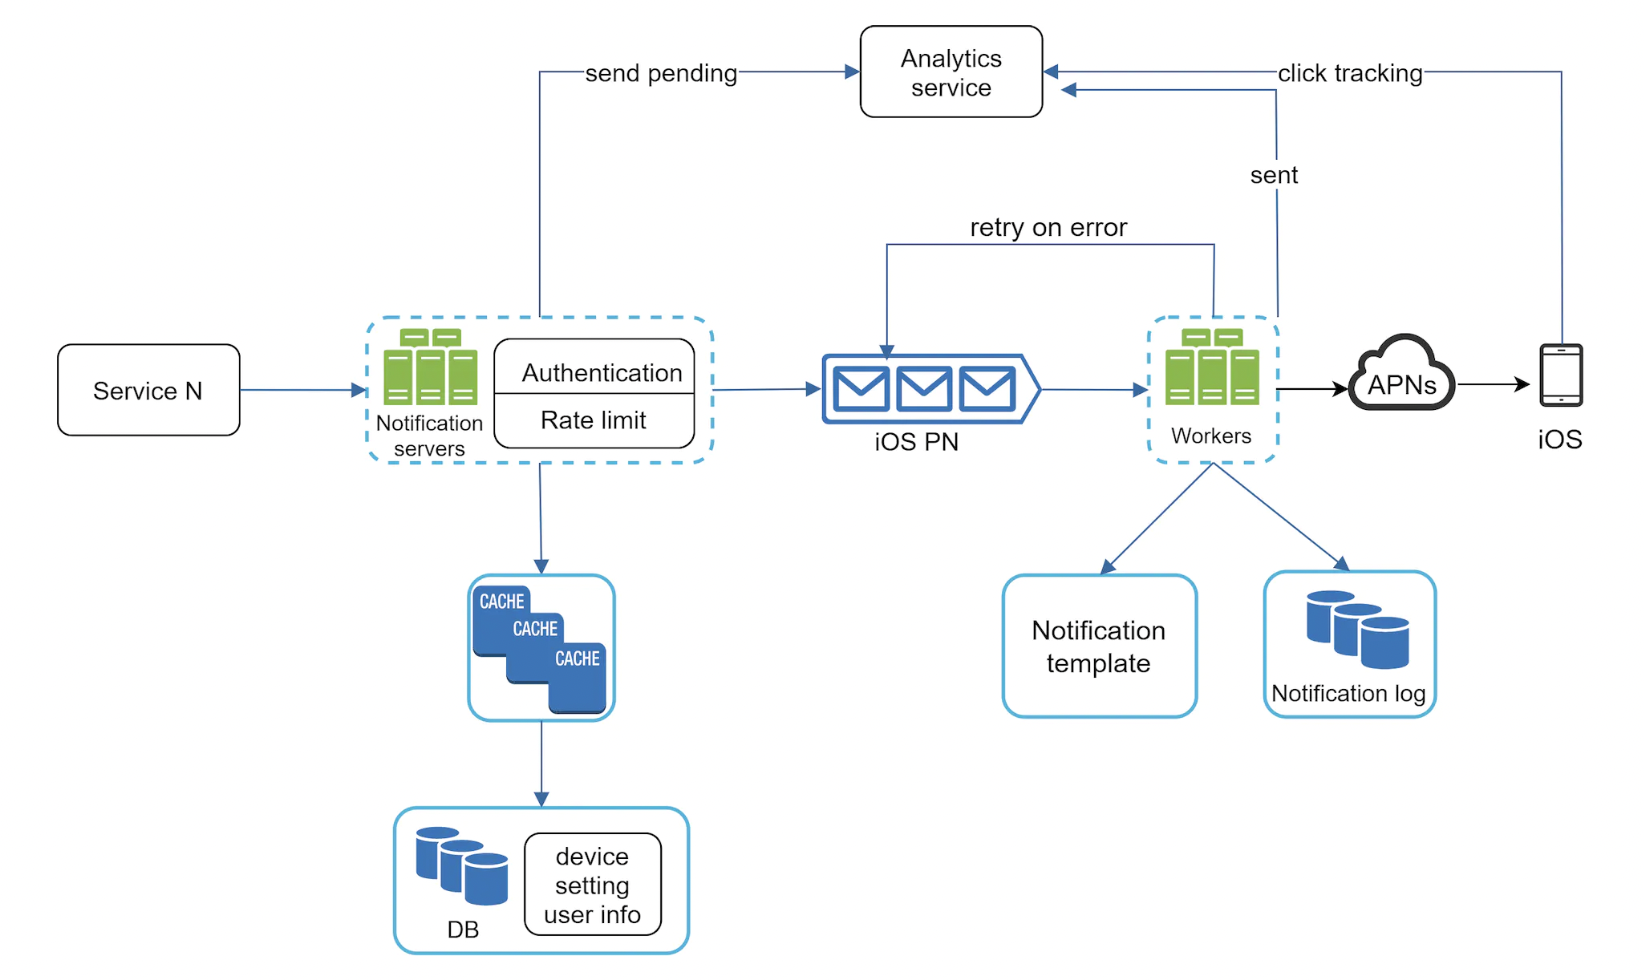 Analytics
service
send pending
click tracking
sent
retry on error
Service N
Notification
servers
Authentication
Rate limit
iOS PN
Workers
APNs
iOS
CACHE
CACHE
CACHE
Notification
template
Notification log
DB
device
setting
user info